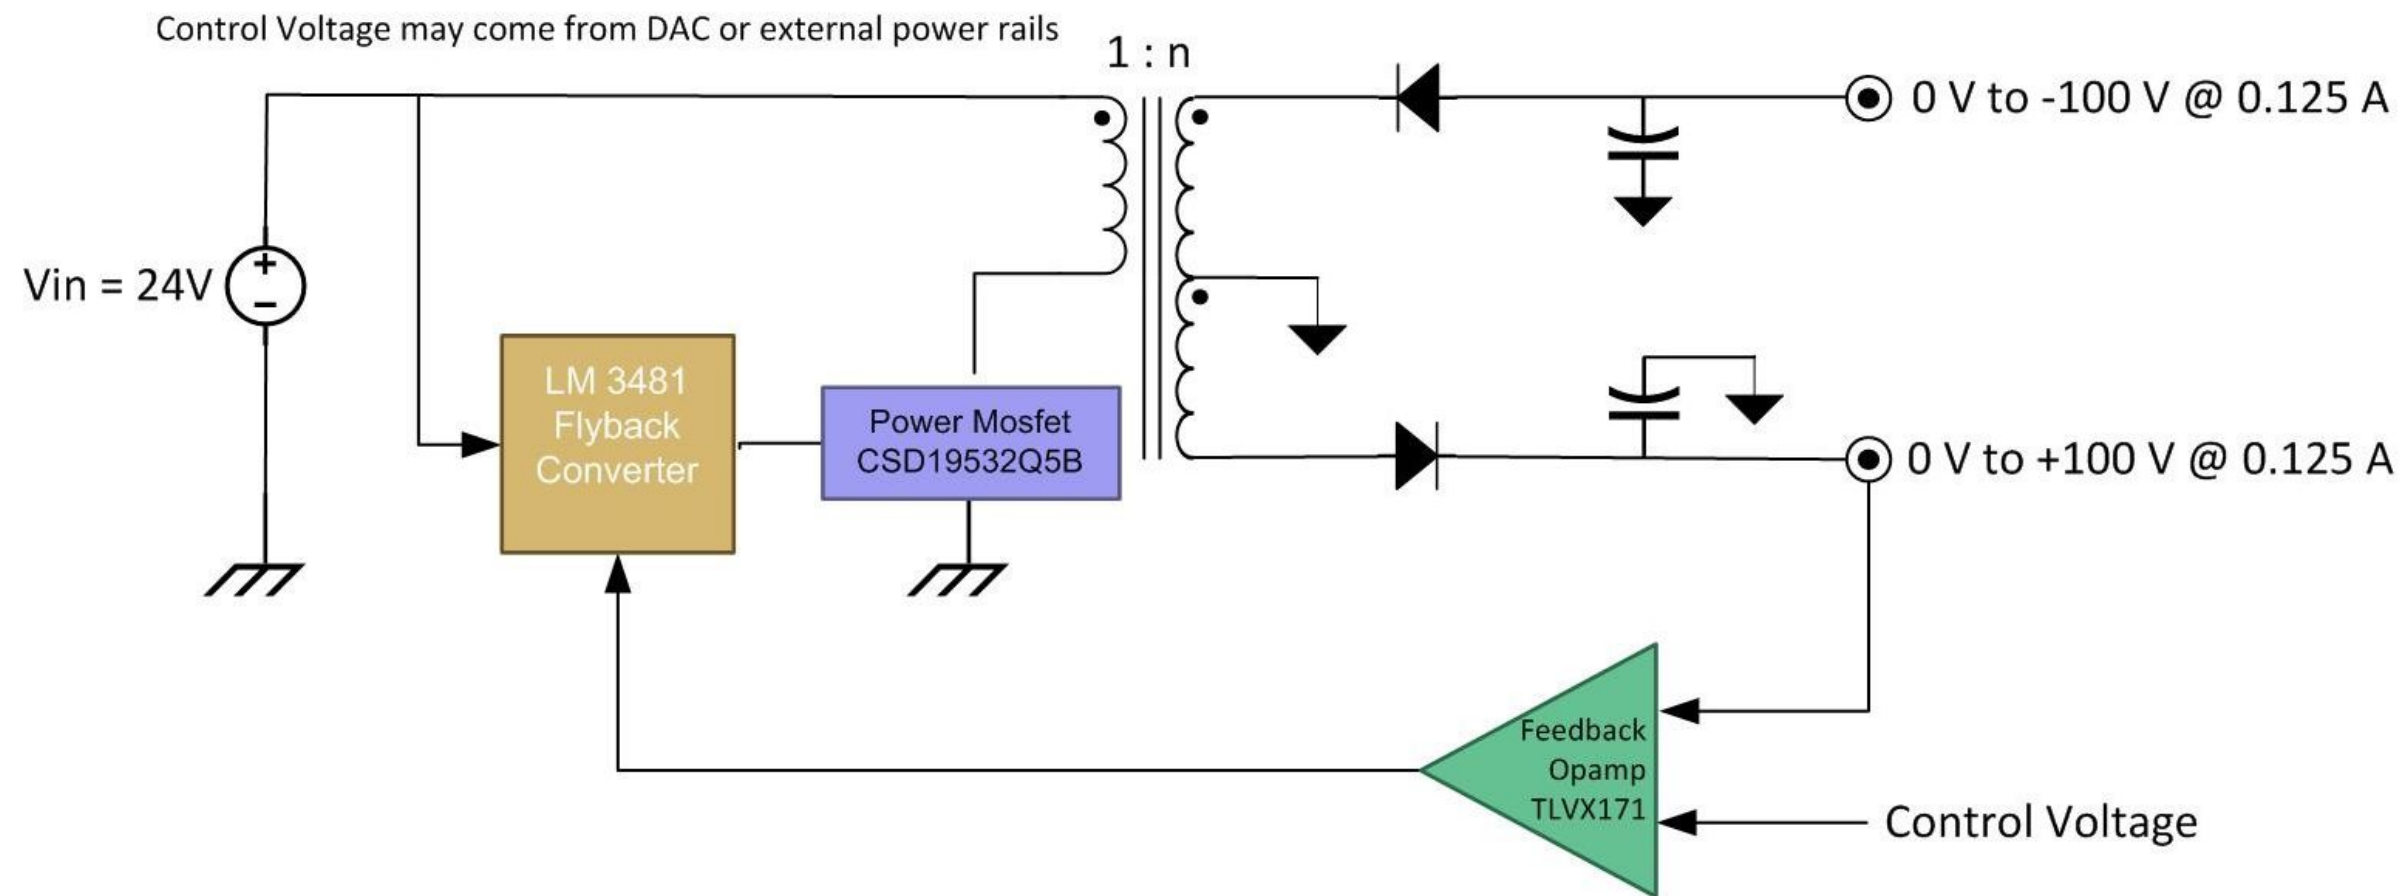 Control Voltage may come from DAC or external power rails
1 : n
0 V to -100 V @ 0.125 A
Vin = 24V
LM 3481
Flyback
Converter
Power Mosfet
CSD19532Q5B
0 V to +100 V @ 0.125 A
Feedback
Opamp
TLVX171
Control Voltage